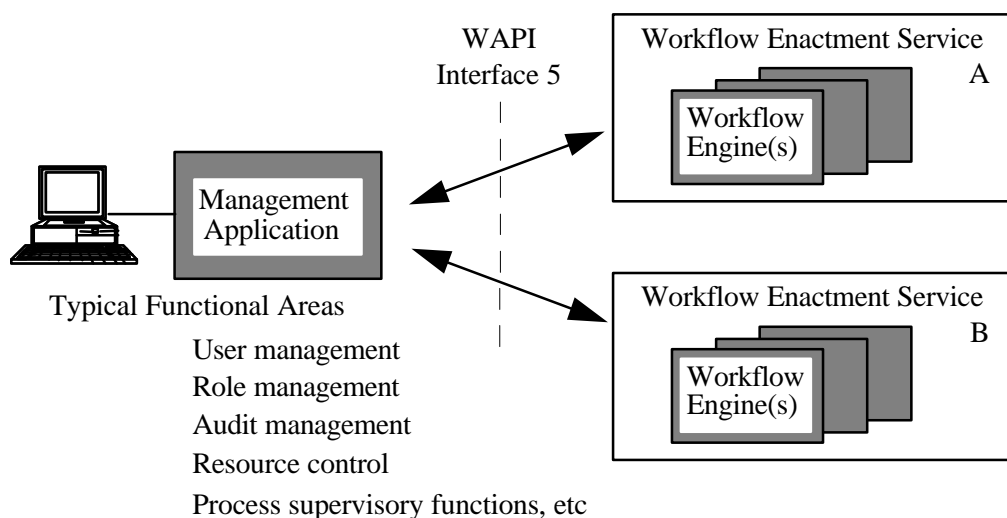 WAPI
Interface 5
Workflow Enactment Service
A
Workflow
Engine(s)
Management
Application
Typical Functional Areas
User management
Role management
Audit management
Resource control
Process supervisory functions, etc
Workflow Enactment Service
B
Workflow
Engine(s)